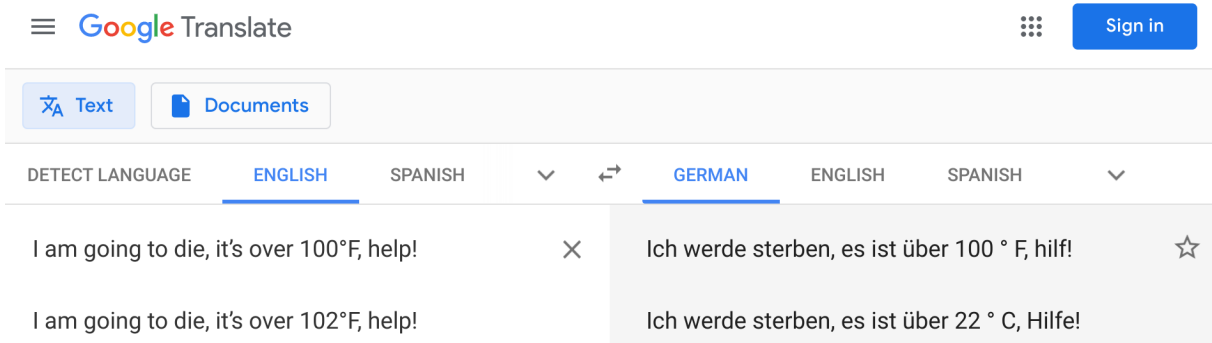 Google Translate
Sign in
Text
Documents
DETECT LANGUAGE ENGLISH SPANISH GERMAN ENGLISH SPANISH
I am going to die, it’s over 100°F, help!
Ich werde sterben, es ist über 100 ° F, hilf!
I am going to die, it’s over 102°F, help!
Ich werde sterben, es ist über 22 ° C, Hilfe!